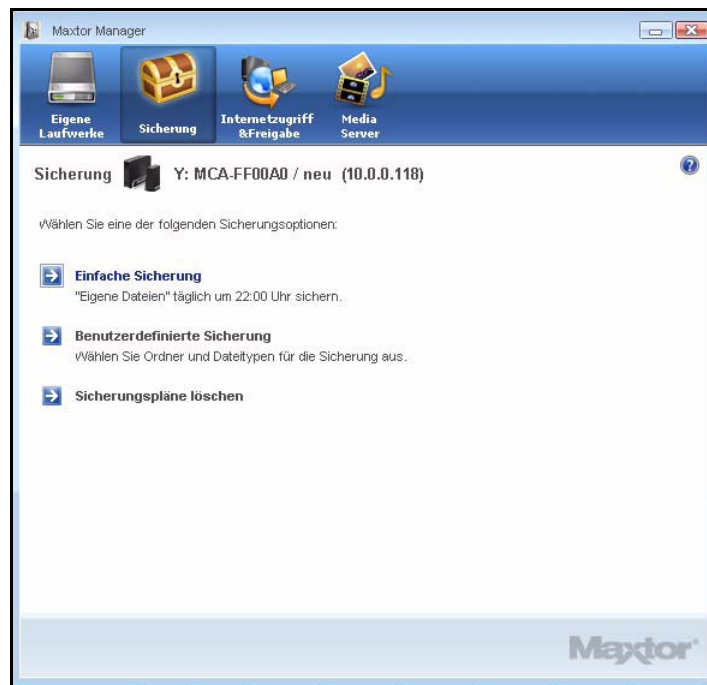 Maxtor Manager
Eigene
Laufwerke
Sicherung
Internetzugriff
&Freigabe
Media
Server
Sicherung Y: MCA-FF00A0 / neu (10.0.0.118)
Wählen Sie eine der folgenden Sicherungsoptionen:
Einfache Sicherung
"Eigene Dateien" täglich um 22:00 Uhr sichern.
Benutzerdefinierte Sicherung
Wählen Sie Ordner und Dateitypen für die Sicherung aus.
Sicherungspläne löschen
Maxtor